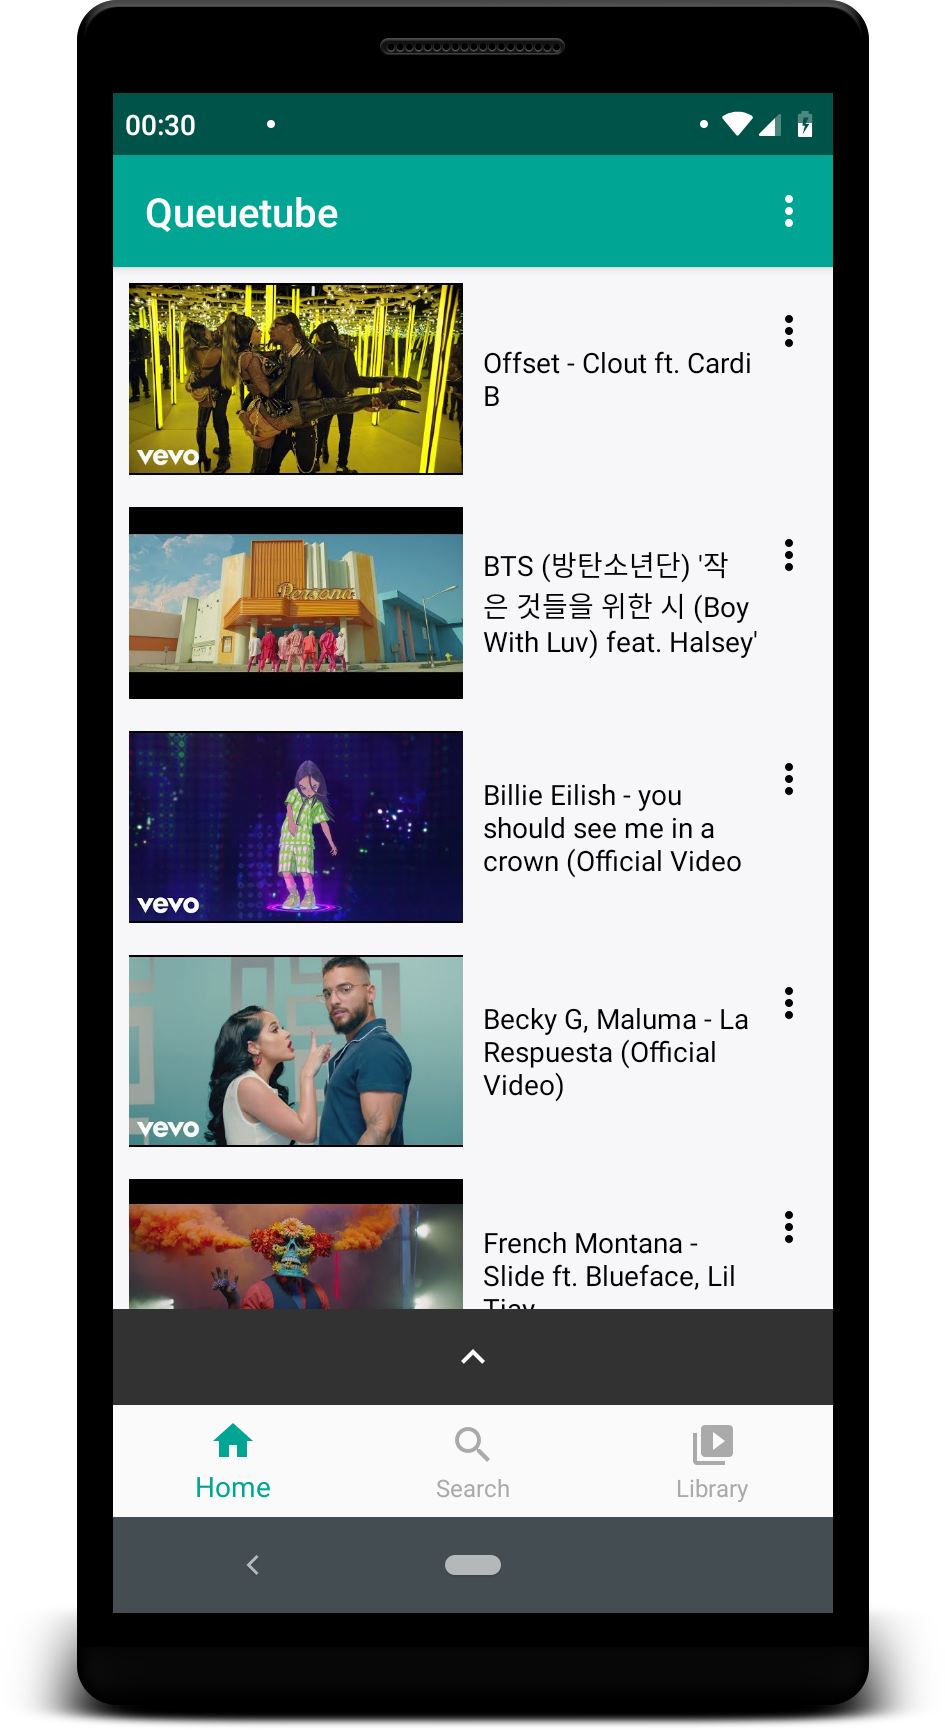 00:30
Queuetube
vevo
Offset - Clout ft. Cardi
B
Persona
BTS (방탄소년단) '작
은 것들을 위한 시 (Boy
With Luv) feat. Halsey'
vevo
Billie Eilish - you
should see me in a
crown (Official Video
vevo
Becky G, Maluma - La
Respuesta (Official
Video)
French Montana -
Slide ft. Blueface, Lil
Tjay
Home
Search
Library